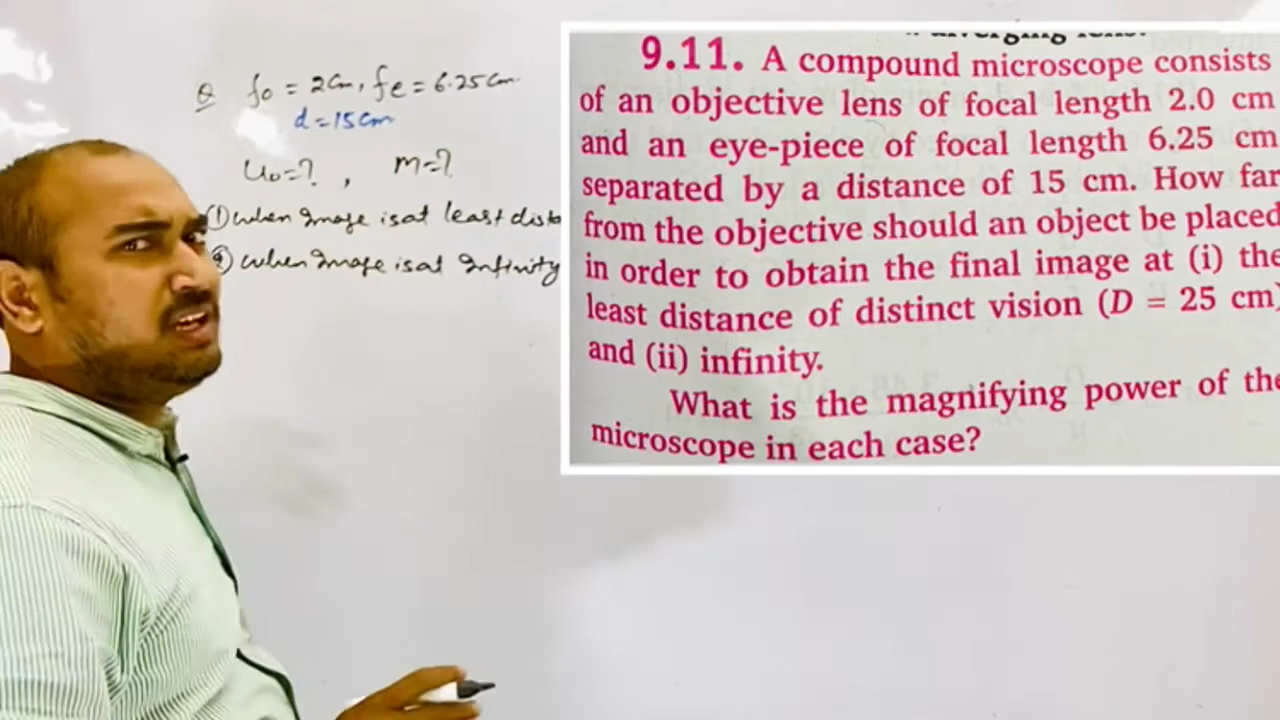 Q fo = 2cm, fe = 6.25cm
d = 15cm
Uo=? , m=?
(1) when Image is at least dista
when Image is at Infinity
9.11. A compound microscope consists
of an objective lens of focal length 2.0 cm
and an eye-piece of focal length 6.25 cm
separated by a distance of 15 cm. How far
from the objective should an object be placed
in order to obtain the final image at (i) the
least distance of distinct vision (D = 25 cm)
and (ii) infinity.
What is the magnifying power of the
microscope in each case?